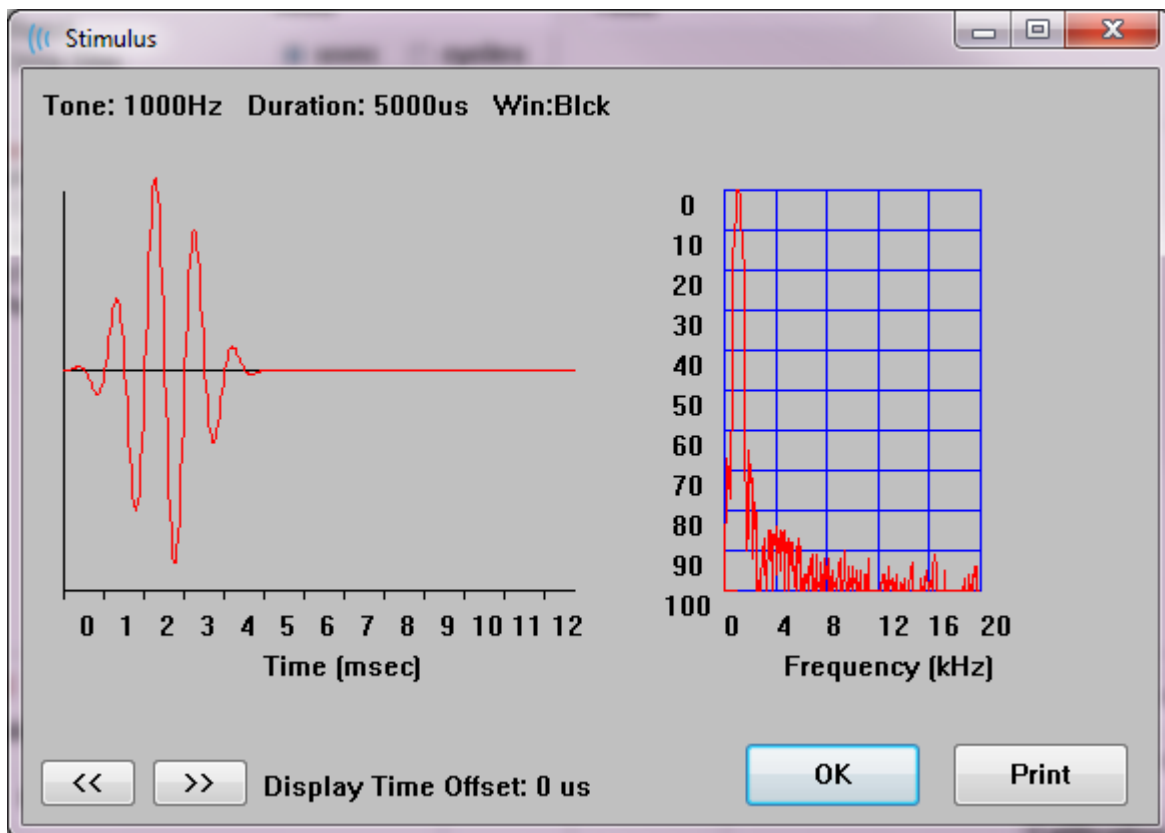 Stimulus
Tone: 1000Hz Duration: 5000us Win:Blck
0
10
20
30
40
50
60
70
80
90
100
0 1 2 3 4 5 6 7 8 9 10 11 12
Time (msec)
0 4 8 12 16 20
Frequency (kHz)
<< >> Display Time Offset: 0 us
OK
Print